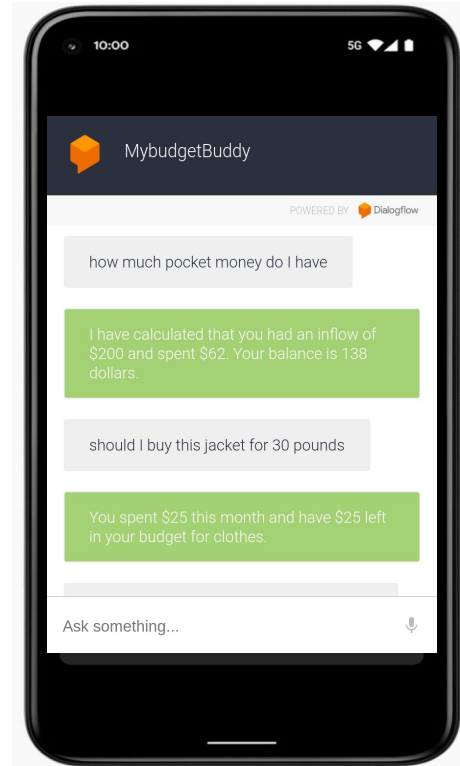 10:00 5G
MybudgetBuddy
POWERED BY Dialogflow
how much pocket money do I have
I have calculated that you had an inflow of
$200 and spent $62. Your balance is 138
dollars.
should I buy this jacket for 30 pounds
You spent $25 this month and have $25 left
in your budget for clothes.
Ask something...